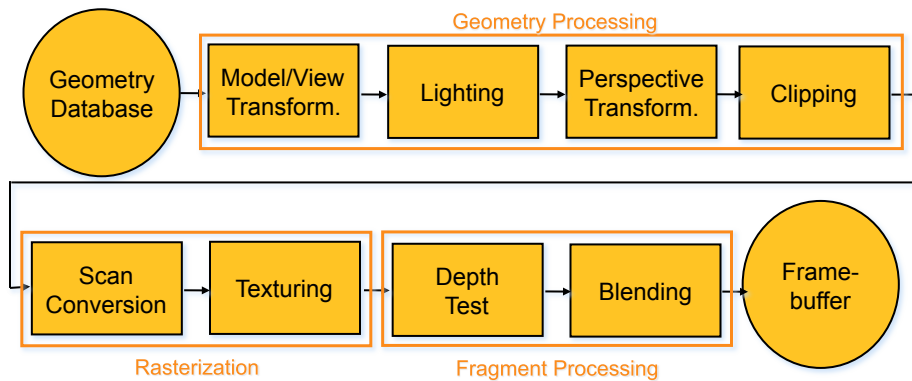 Geometry Processing
Geometry
Database
Model/View
Transform.
Lighting
Perspective
Transform.
Clipping
Scan
Conversion
Texturing
Depth
Test
Blending
Frame-
buffer
Rasterization
Fragment Processing